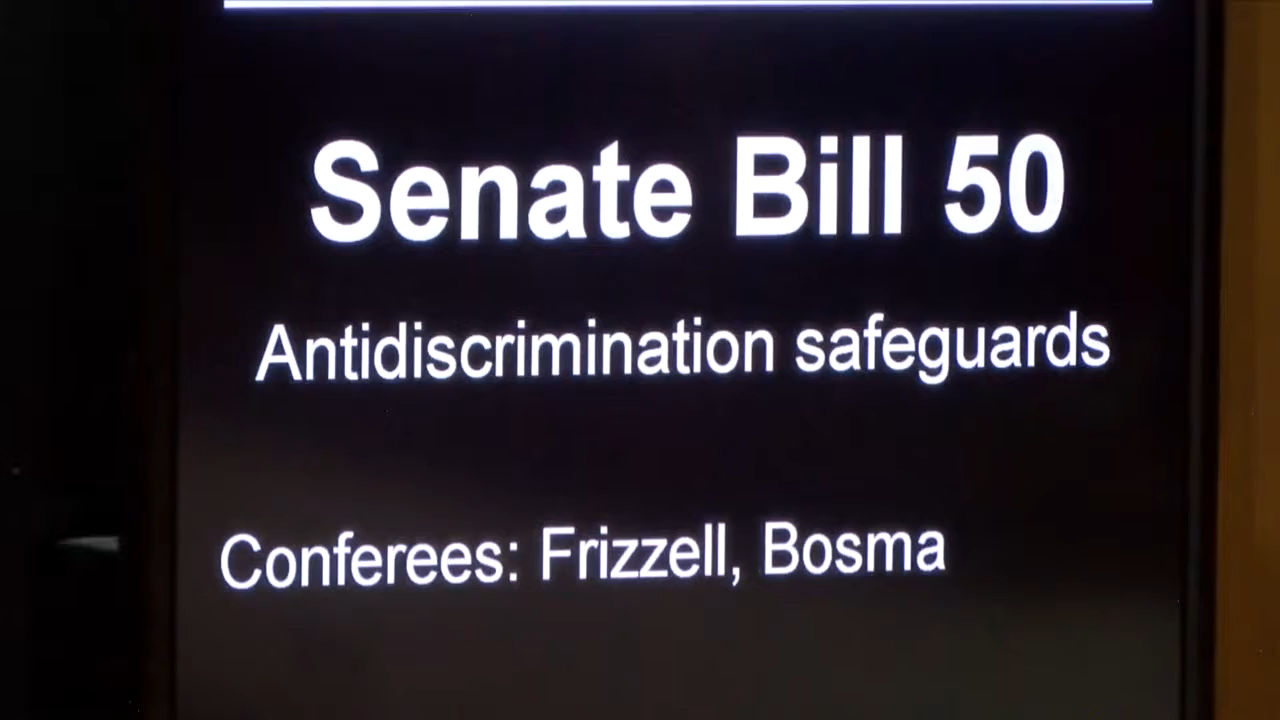 Senate Bill 50
Antidiscrimination safeguards
Conferees: Frizzell, Bosma